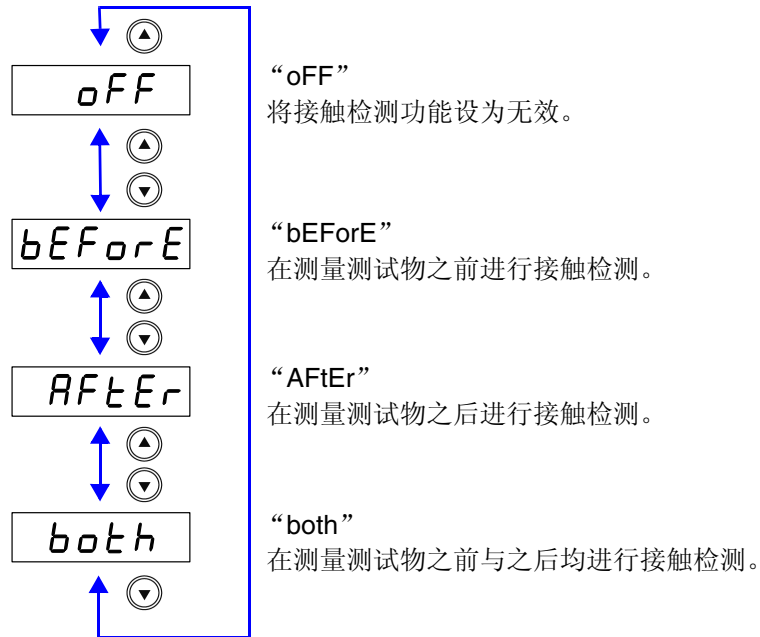 oFF
“oFF”
将接触检测功能设为无效。
bEForE
“bEForE”
在测量测试物之前进行接触检测。
AFtEr
“AFtEr”
在测量测试物之后进行接触检测。
both
“both”
在测量测试物之前与之后均进行接触检测。